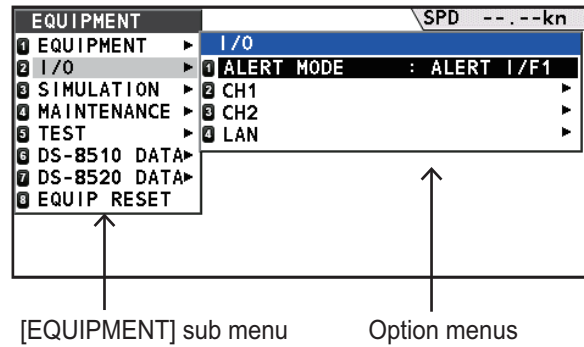 EQUIPMENT
SPD --.--kn
1 EQUIPMENT ▶
I/O
2 I/O ▶
1 ALERT MODE : ALERT I/F1
3 SIMULATION ▶
2 CH1 ▶
4 MAINTENANCE ▶
3 CH2 ▶
5 TEST ▶
4 LAN ▶
6 DS-8510 DATA▶
7 DS-8520 DATA▶
8 EQUIP RESET
[EQUIPMENT] sub menu
Option menus